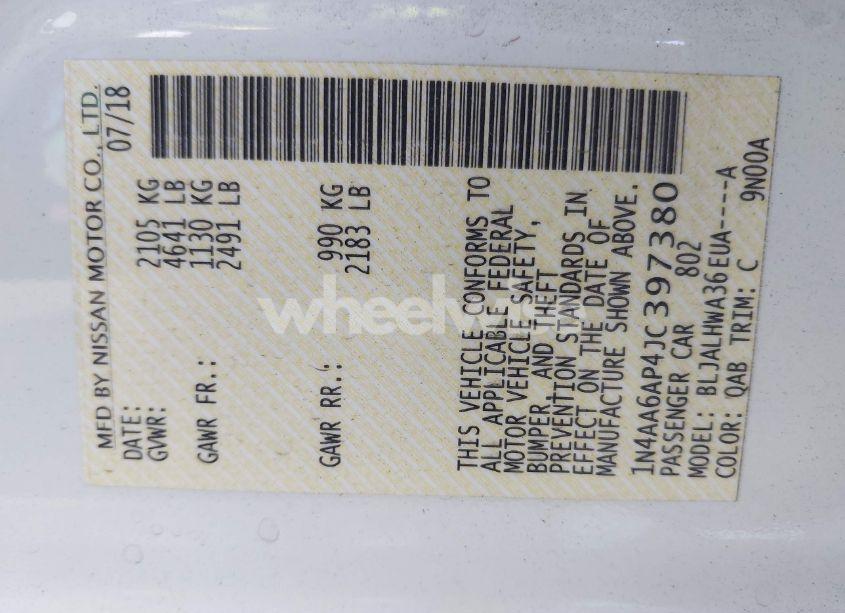 MFD BY NISSAN MOTOR CO., LTD.
DATE: 07/18
GVWR: 2105 KG
4641 LB
GAWR FR.: 1130 KG
2491 LB
GAWR RR.: 990 KG
2183 LB
THIS VEHICLE CONFORMS TO
ALL APPLICABLE FEDERAL
MOTOR VEHICLE SAFETY,
BUMPER, AND THEFT
PREVENTION STANDARDS IN
EFFECT ON THE DATE OF
MANUFACTURE SHOWN ABOVE.
1N4AA6AP4JC397380
PASSENGER CAR 802
MODEL: BLJALHWA36EUA----A
COLOR: QAB TRIM: C 9N00A
wheelwise